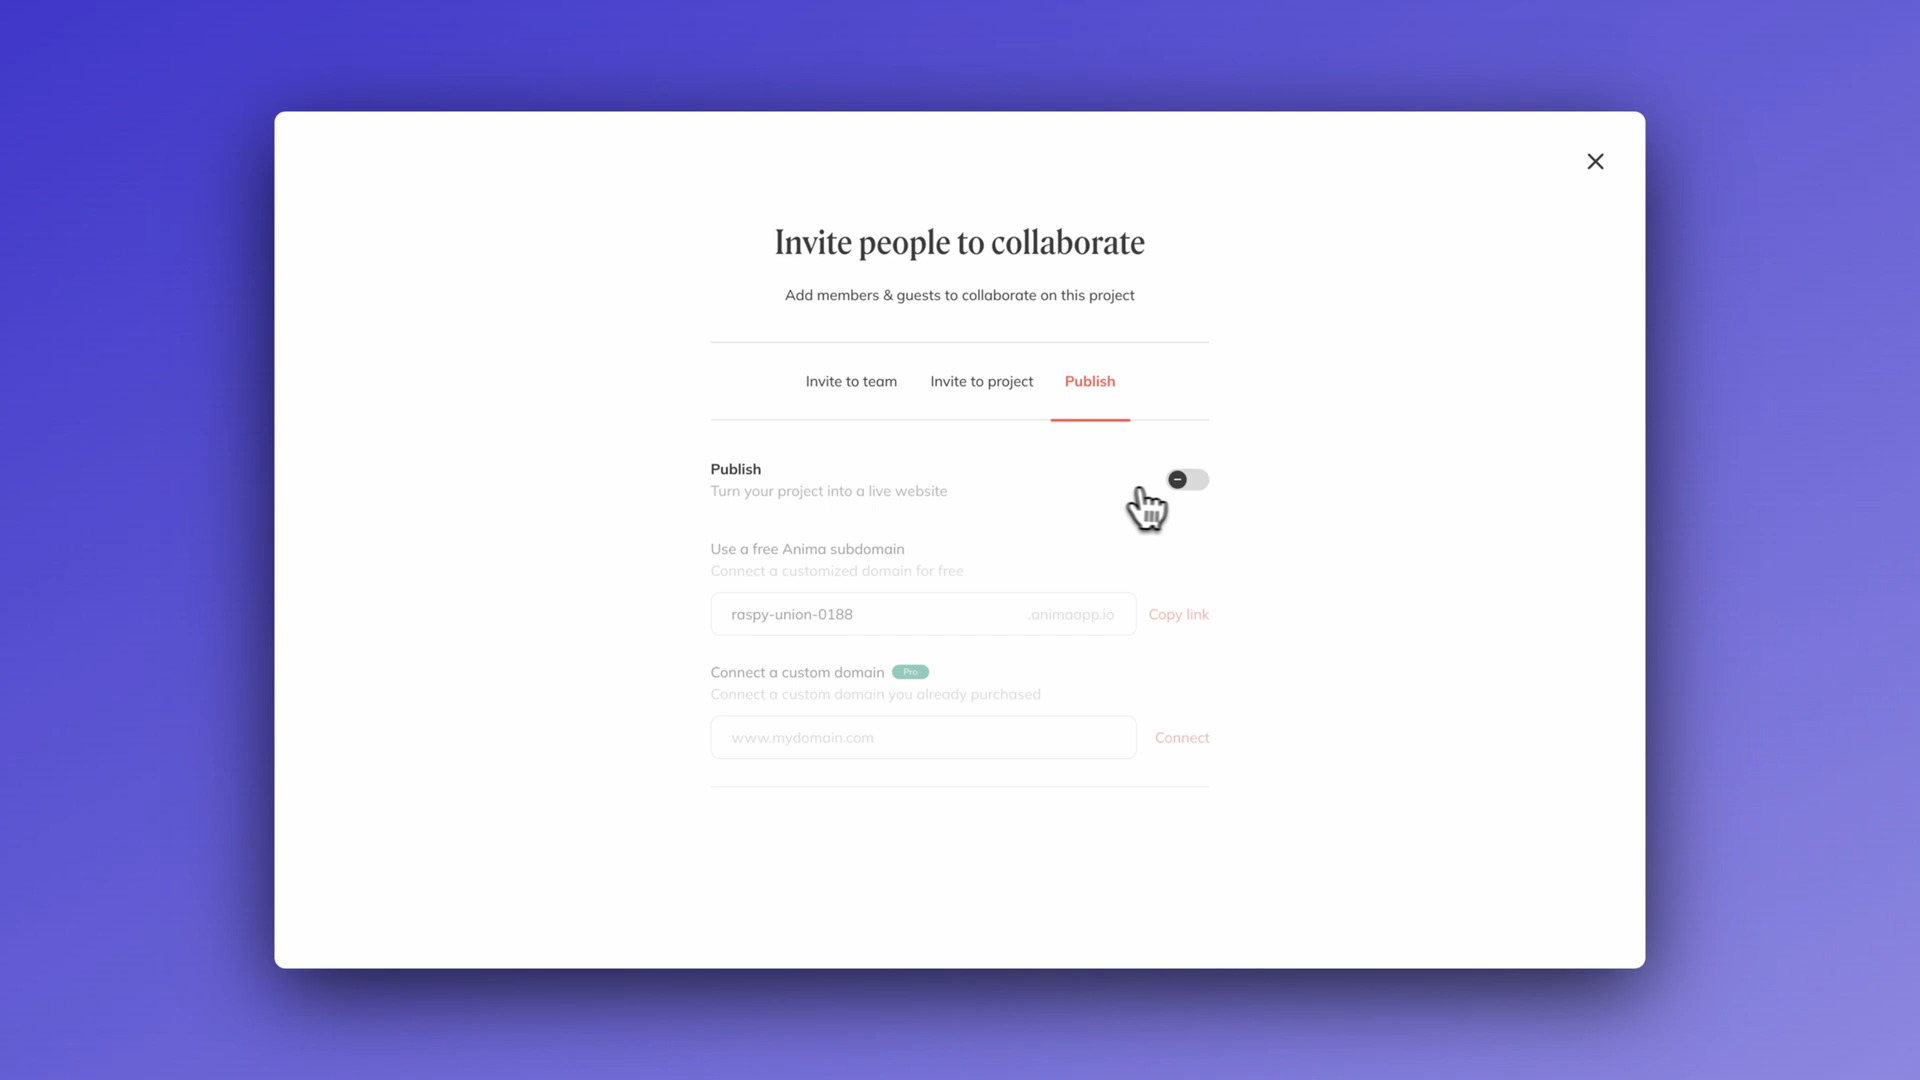 Invite people to collaborate
Add members & guests to collaborate on this project
Invite to team
Invite to project
Publish
Publish
Turn your project into a live website
Use a free Anima subdomain
Connect a customized domain for free
raspy-union-0188
.animaapp.io
Copy link
Connect a custom domain
Pro
Connect a custom domain you already purchased
www.mydomain.com
Connect